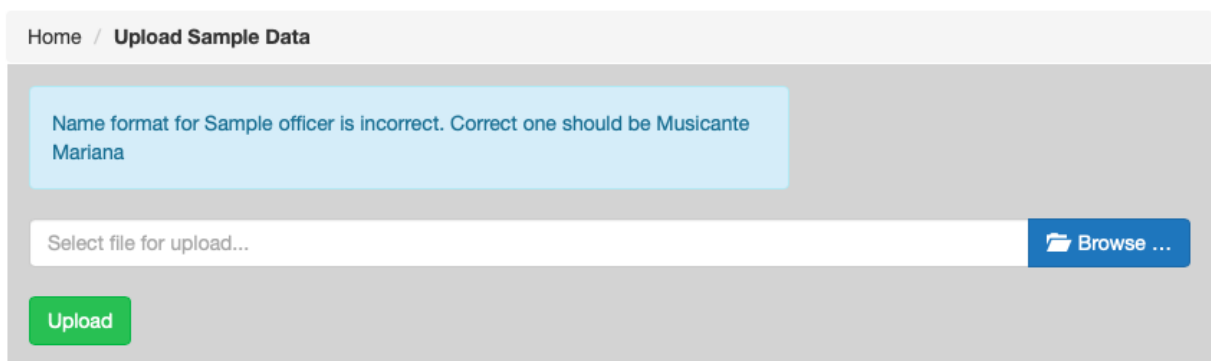 Home / Upload Sample Data
Name format for Sample officer is incorrect. Correct one should be Musicante
Mariana
Select file for upload...
Browse ...
Upload